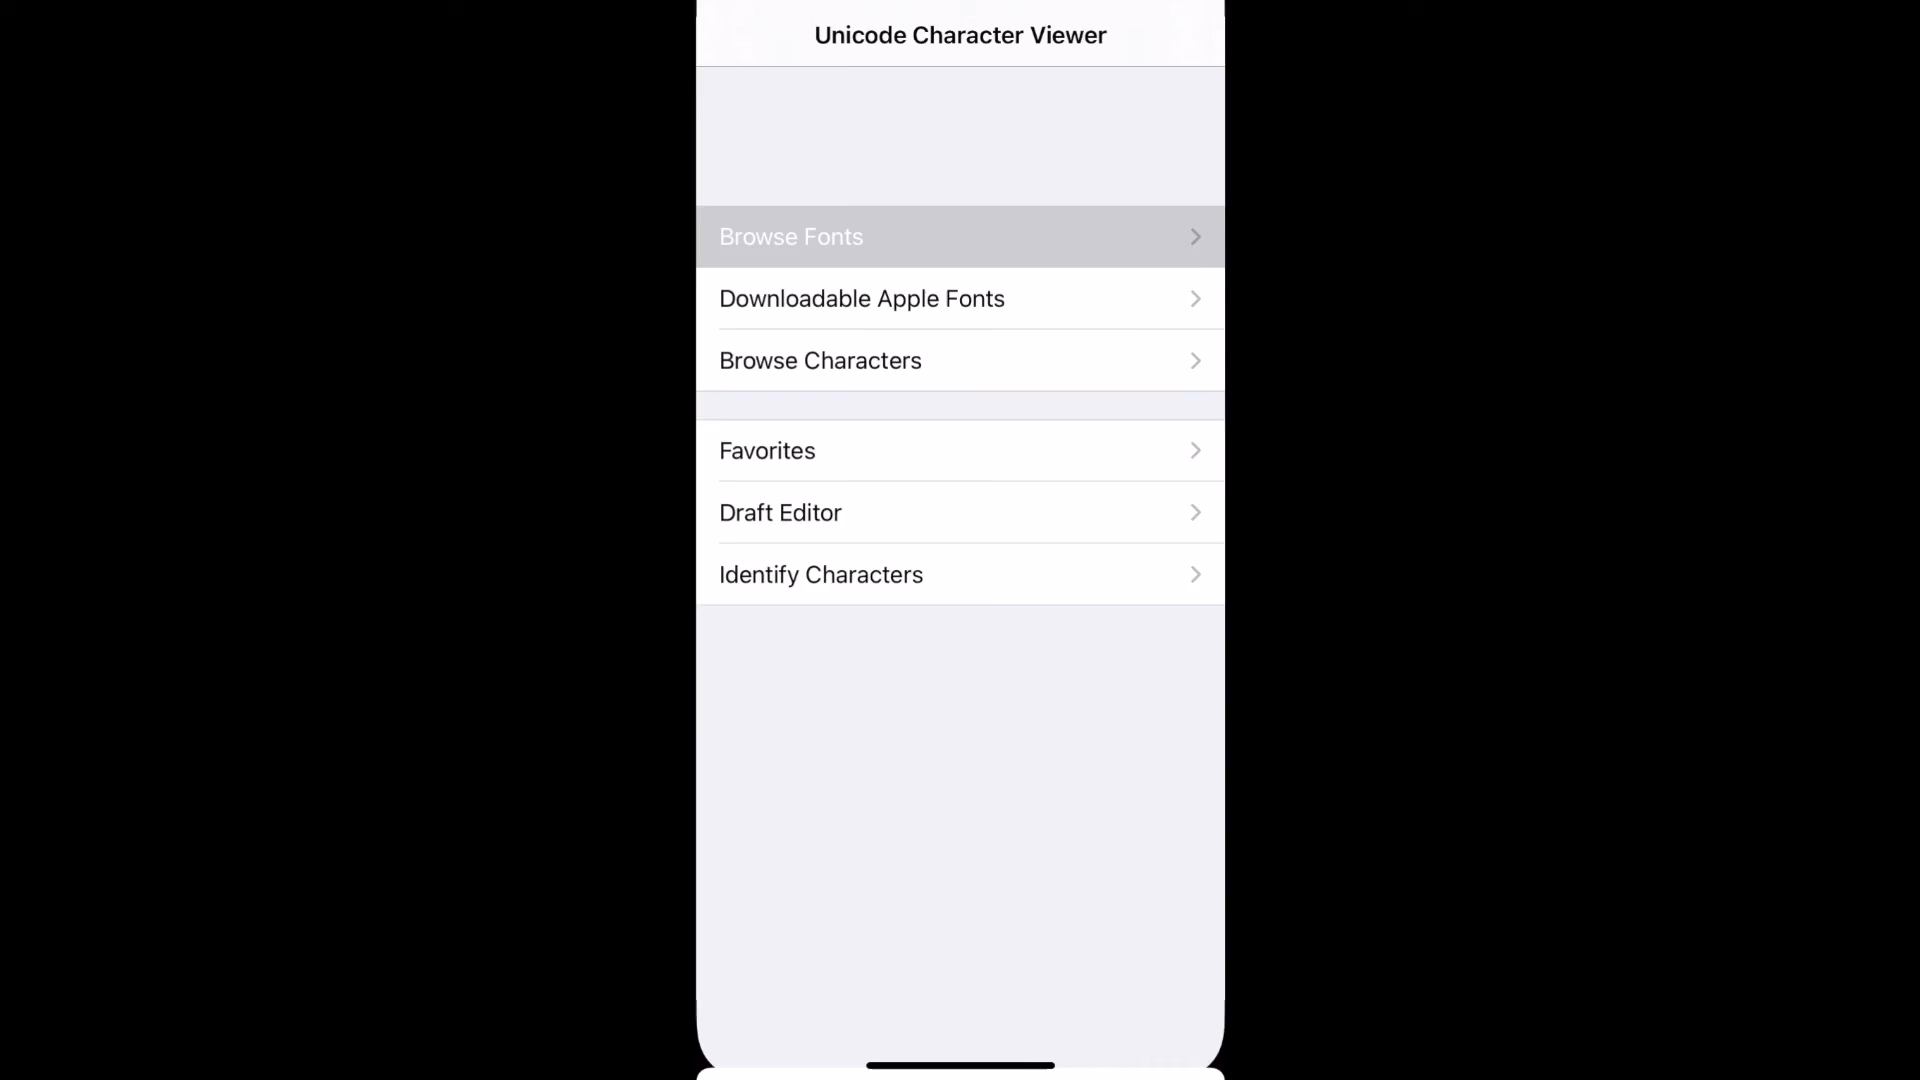 Unicode Character Viewer
Browse Fonts
Downloadable Apple Fonts
Browse Characters
Favorites
Draft Editor
Identify Characters